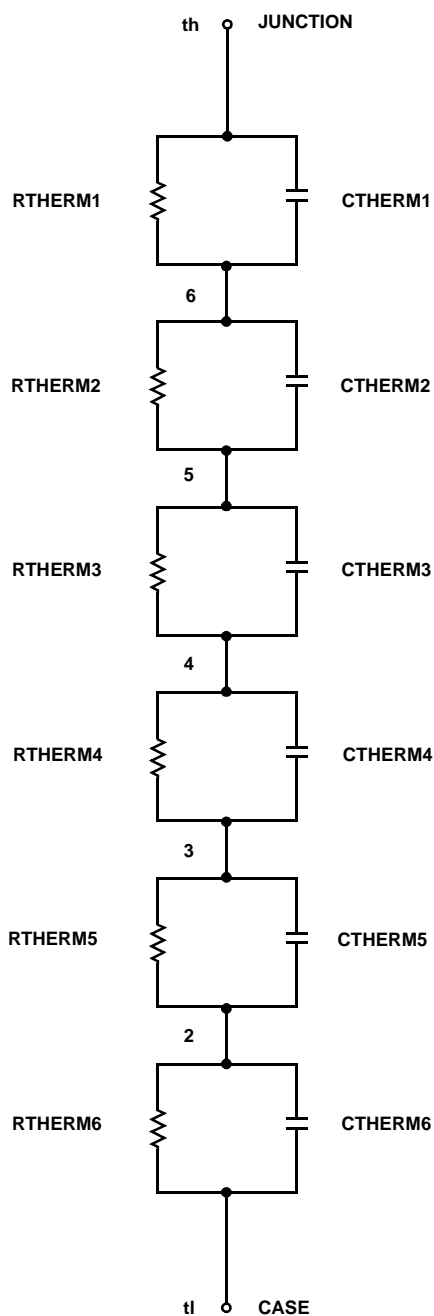 th JUNCTION
RTHERM1 CTHERM1
6
RTHERM2 CTHERM2
5
RTHERM3 CTHERM3
4
RTHERM4 CTHERM4
3
RTHERM5 CTHERM5
2
RTHERM6 CTHERM6
tl CASE